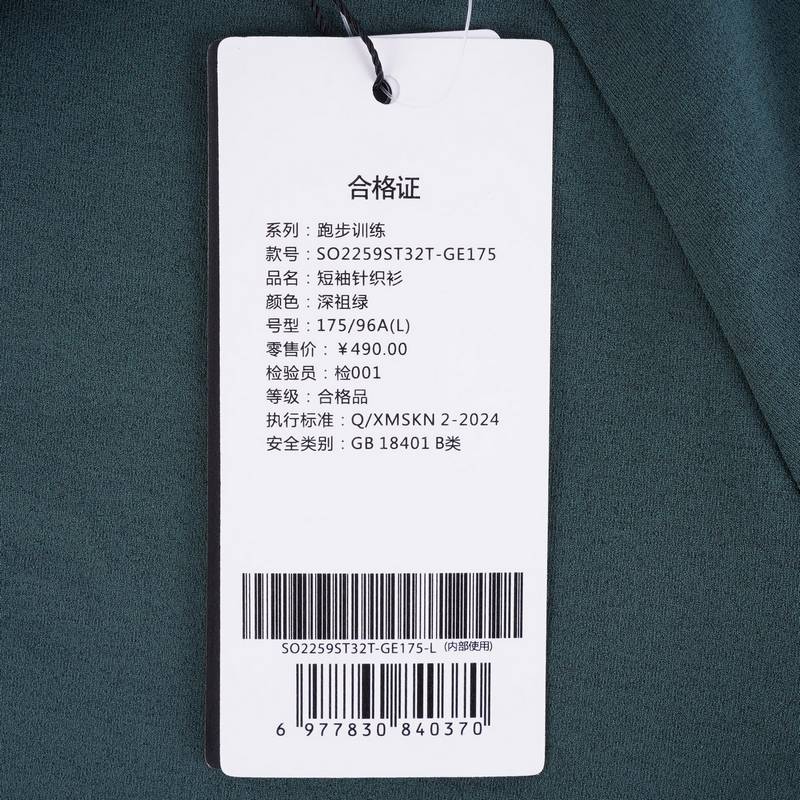 合格证
系列：跑步训练
款号：SO2259ST32T-GE175
品名：短袖针织衫
颜色：深祖绿
号型：175/96A(L)
零售价：￥490.00
检验员：检001
等级：合格品
执行标准：Q/XMSKN 2-2024
安全类别：GB 18401 B类
SO2259ST32T-GE175-L (内部使用)
6 977830 840370